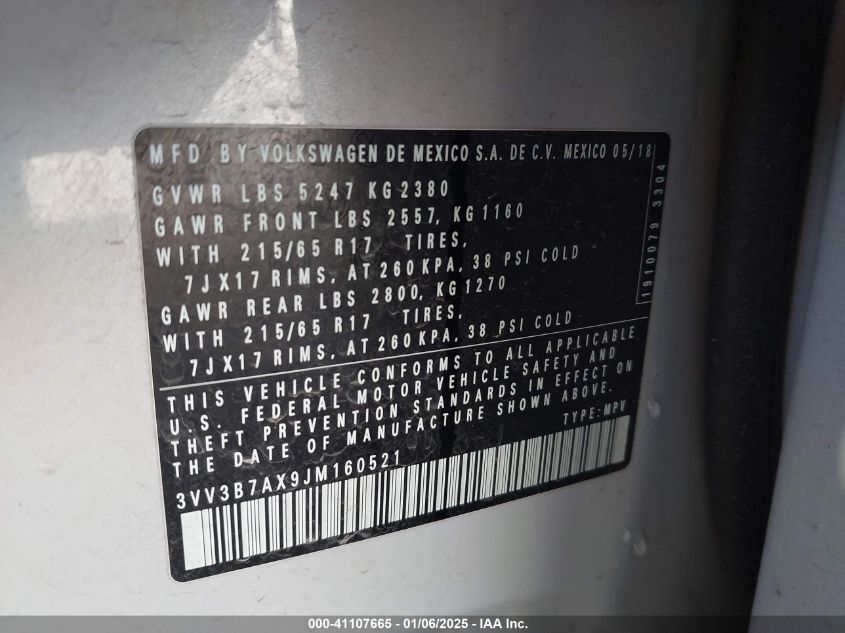 MFD BY VOLKSWAGEN DE MEXICO S.A. DE C.V. MEXICO 05/18
GVWR LBS 5247 KG 2380
GAWR FRONT LBS 2557, KG 1160
WITH 215/65 R17 TIRES,
7JX17 RIMS, AT 260 KPA, 38 PSI COLD
GAWR REAR LBS 2800, KG 1270
WITH 215/65 R17 TIRES,
7JX17 RIMS, AT 260 KPA, 38 PSI COLD
1910079 3304
THIS VEHICLE CONFORMS TO ALL APPLICABLE
U.S. FEDERAL MOTOR VEHICLE SAFETY AND
THEFT PREVENTION STANDARDS IN EFFECT ON
THE DATE OF MANUFACTURE SHOWN ABOVE.
TYPE: MPV
3VV3B7AX9JM160521
000-41107665 - 01/06/2025 - IAA Inc.